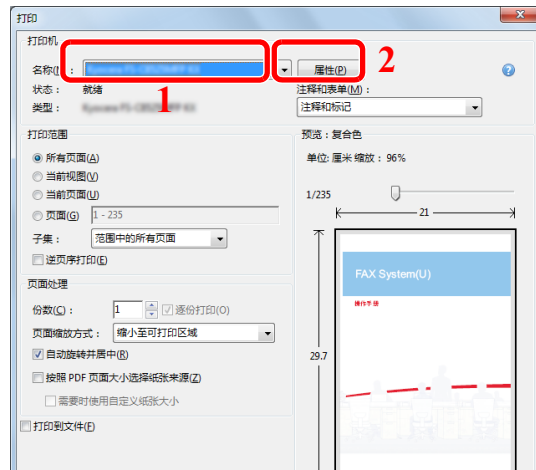 打印
打印机
名称(N)：
属性(P)
2
状态：
就绪
1
注释和表单(M)：
类型：
注释和标记
打印范围
预览：复合色
所有页面(A)
单位: 厘米 缩放： 96%
当前视图(V)
当前页面(U)
1/235
页面(G)
1 - 235
21
子集：
范围中的所有页面
逆页序打印(E)
页面处理
FAX System(U)
份数(C)：
1
逐份打印(O)
操作手册
页面缩放方式：
缩小至可打印区域
自动旋转并居中(R)
29.7
按照 PDF 页面大小选择纸张来源(Z)
需要时使用自定义纸张大小
打印到文件(F)